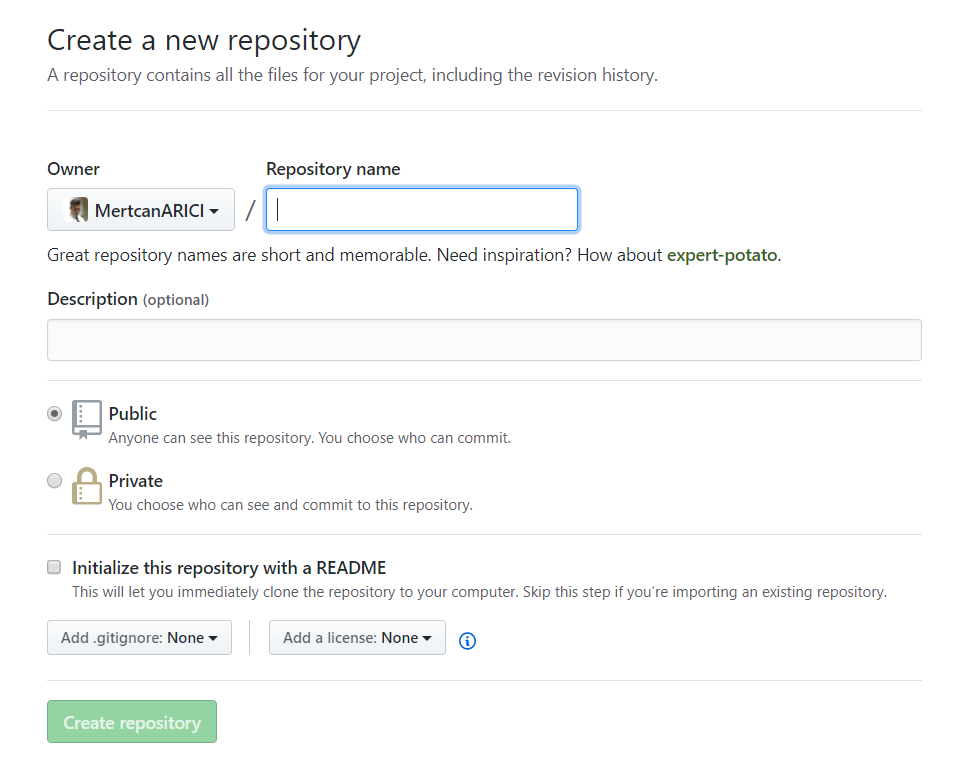 Create a new repository
A repository contains all the files for your project, including the revision history.
Owner
Repository name
MertcanARICI
/
Great repository names are short and memorable. Need inspiration? How about expert-potato.
Description (optional)
Public
Anyone can see this repository. You choose who can commit.
Private
You choose who can see and commit to this repository.
Initialize this repository with a README
This will let you immediately clone the repository to your computer. Skip this step if you’re importing an existing repository.
Add .gitignore: None
Add a license: None
Create repository